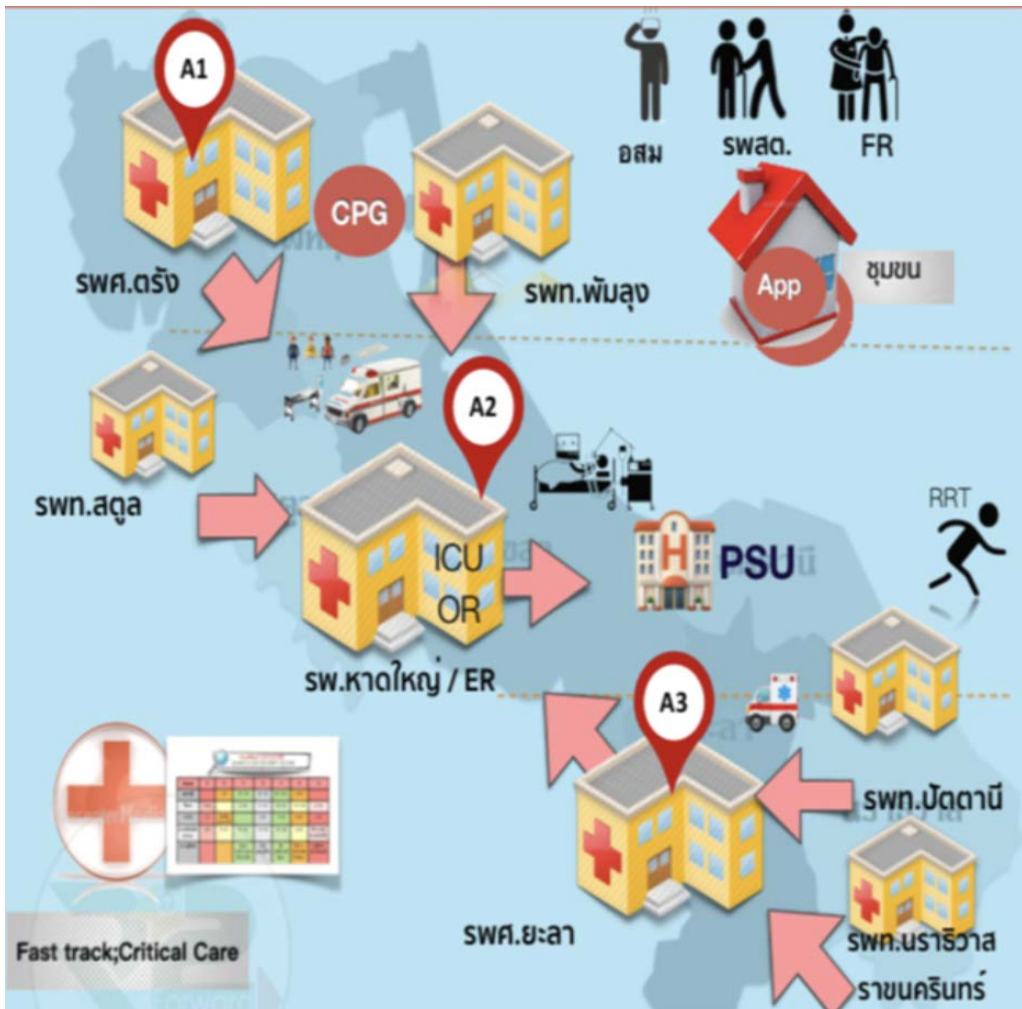 A1
อสม
รพสต.
FR
CPG
รพศ.ตรัง
รพท.พัมลุง
App
ชุมขน
A2
รพท.สตูล
ICU
OR
PSU
RRT
รพ.หาดใหญ่ / ER
A3
รพท.ปัตตานี
รพศ.ยะลา
รพท.นราธิวาส
ราขนครินทร์
Fast track;Critical Care